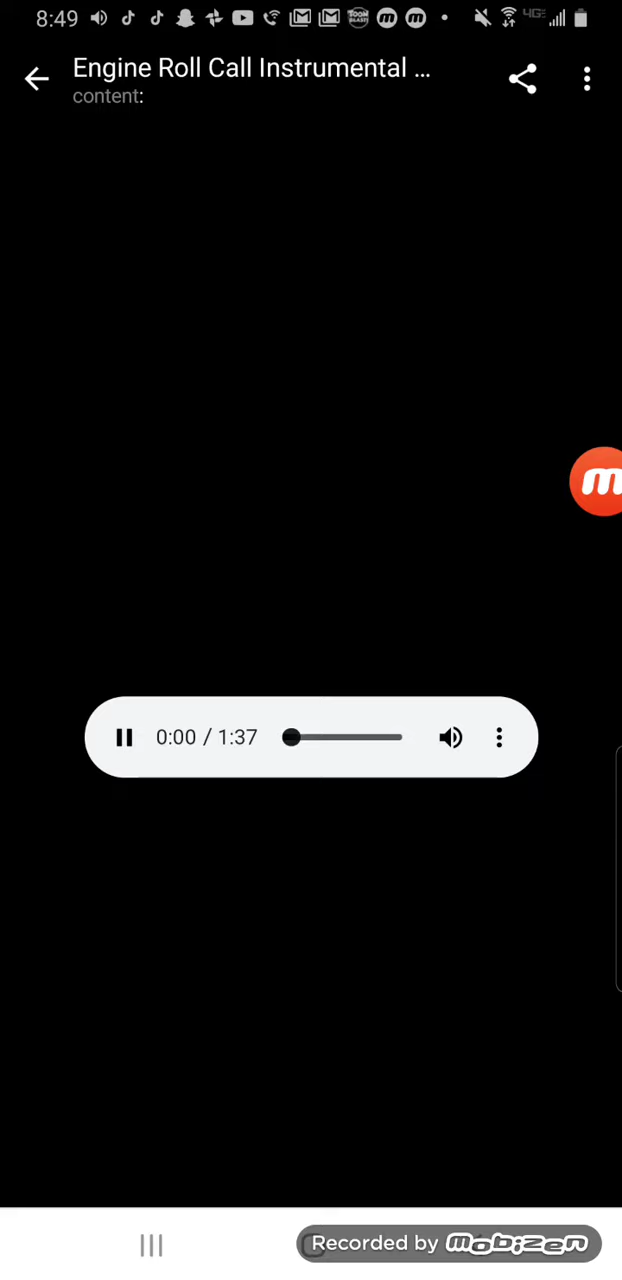 8:49
Engine Roll Call Instrumental ...
content:
0:00 / 1:37
Recorded by mobizen